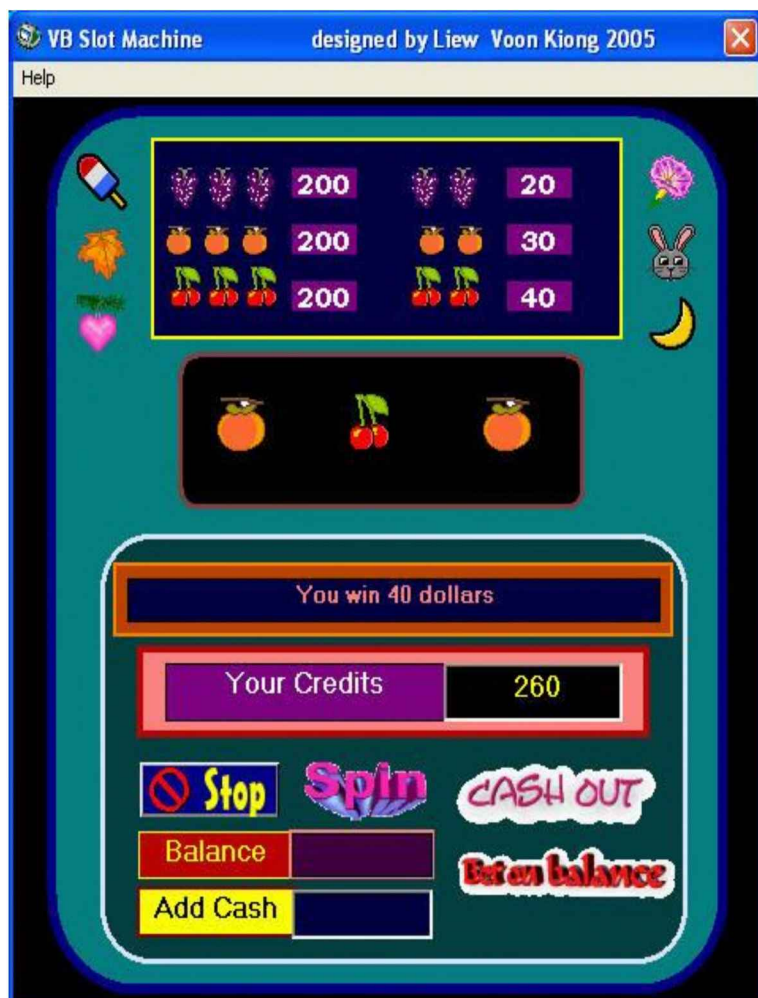 VB Slot Machine designed by Liew Voon Kiong 2005
Help
200 20
200 30
200 40
You win 40 dollars
Your Credits 260
Stop Spin CASH OUT
Balance
Bet on balance
Add Cash